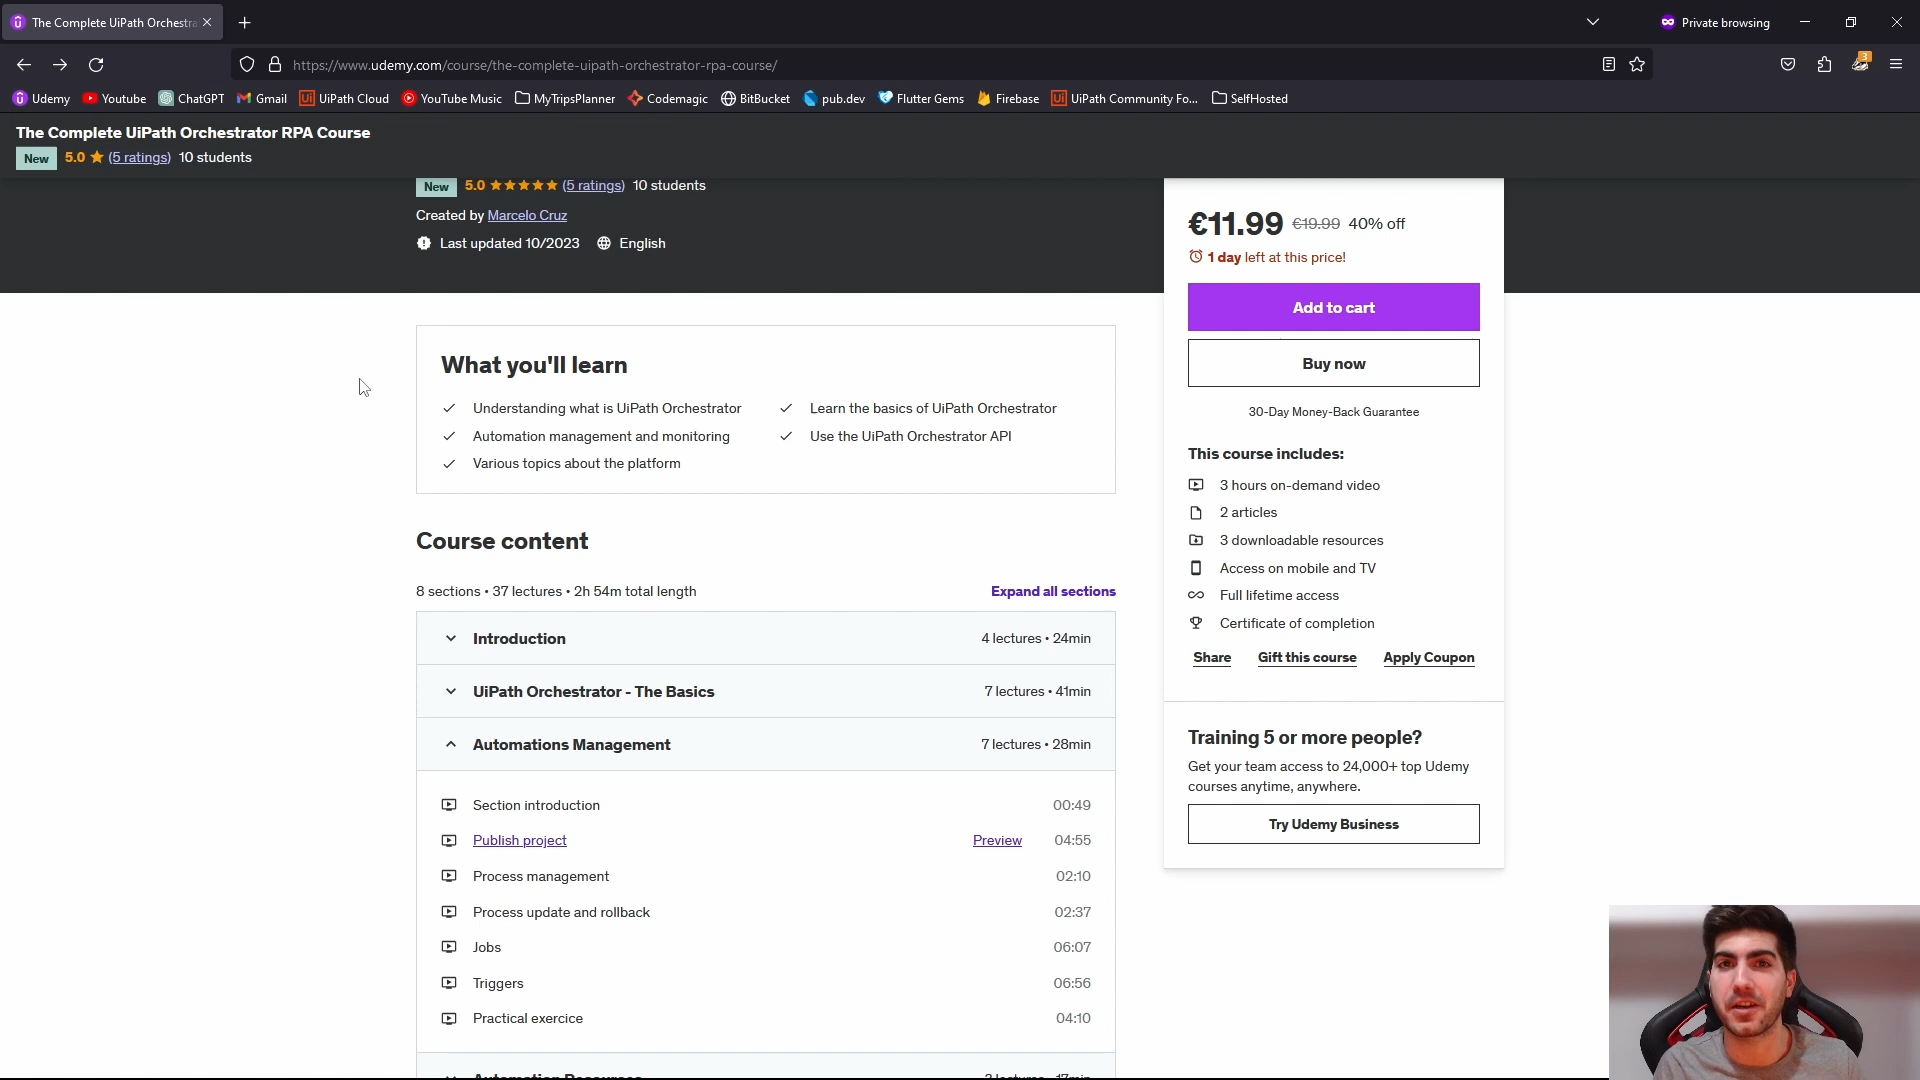 The Complete UiPath Orchestra
Private browsing
https://www.udemy.com/course/the-complete-uipath-orchestrator-rpa-course/
3
Udemy Youtube ChatGPT Gmail UiPath Cloud YouTube Music MyTripsPlanner Codemagic BitBucket pub.dev Flutter Gems Firebase UiPath Community Fo... SelfHosted
The Complete UiPath Orchestrator RPA Course
New 5.0 (5 ratings) 10 students
New 5.0 (5 ratings) 10 students
Created by Marcelo Cruz
Last updated 10/2023 English
€11.99 €19.99 40% off
1 day left at this price!
Add to cart
Buy now
30-Day Money-Back Guarantee
This course includes:
3 hours on-demand video
2 articles
3 downloadable resources
Access on mobile and TV
Full lifetime access
Certificate of completion
Share Gift this course Apply Coupon
Training 5 or more people?
Get your team access to 24,000+ top Udemy
courses anytime, anywhere.
Try Udemy Business
What you'll learn
Understanding what is UiPath Orchestrator
Learn the basics of UiPath Orchestrator
Automation management and monitoring
Use the UiPath Orchestrator API
Various topics about the platform
Course content
8 sections • 37 lectures • 2h 54m total length
Expand all sections
Introduction 4 lectures • 24min
UiPath Orchestrator - The Basics 7 lectures • 41min
Automations Management 7 lectures • 28min
Section introduction 00:49
Publish project Preview 04:55
Process management 02:10
Process update and rollback 02:37
Jobs 06:07
Triggers 06:56
Practical exercice 04:10